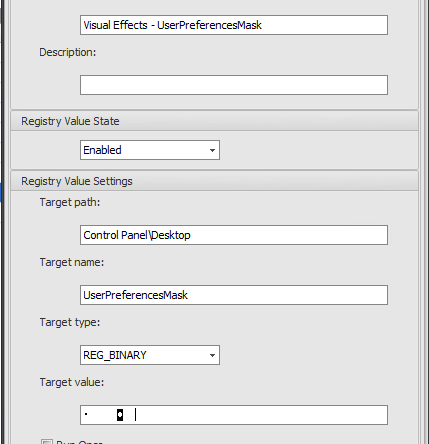 Visual Effects - UserPreferencesMask
Description:
Registry Value State
Enabled
Registry Value Settings
Target path:
Control Panel\Desktop
Target name:
UserPreferencesMask
Target type:
REG_BINARY
Target value:
Run Once